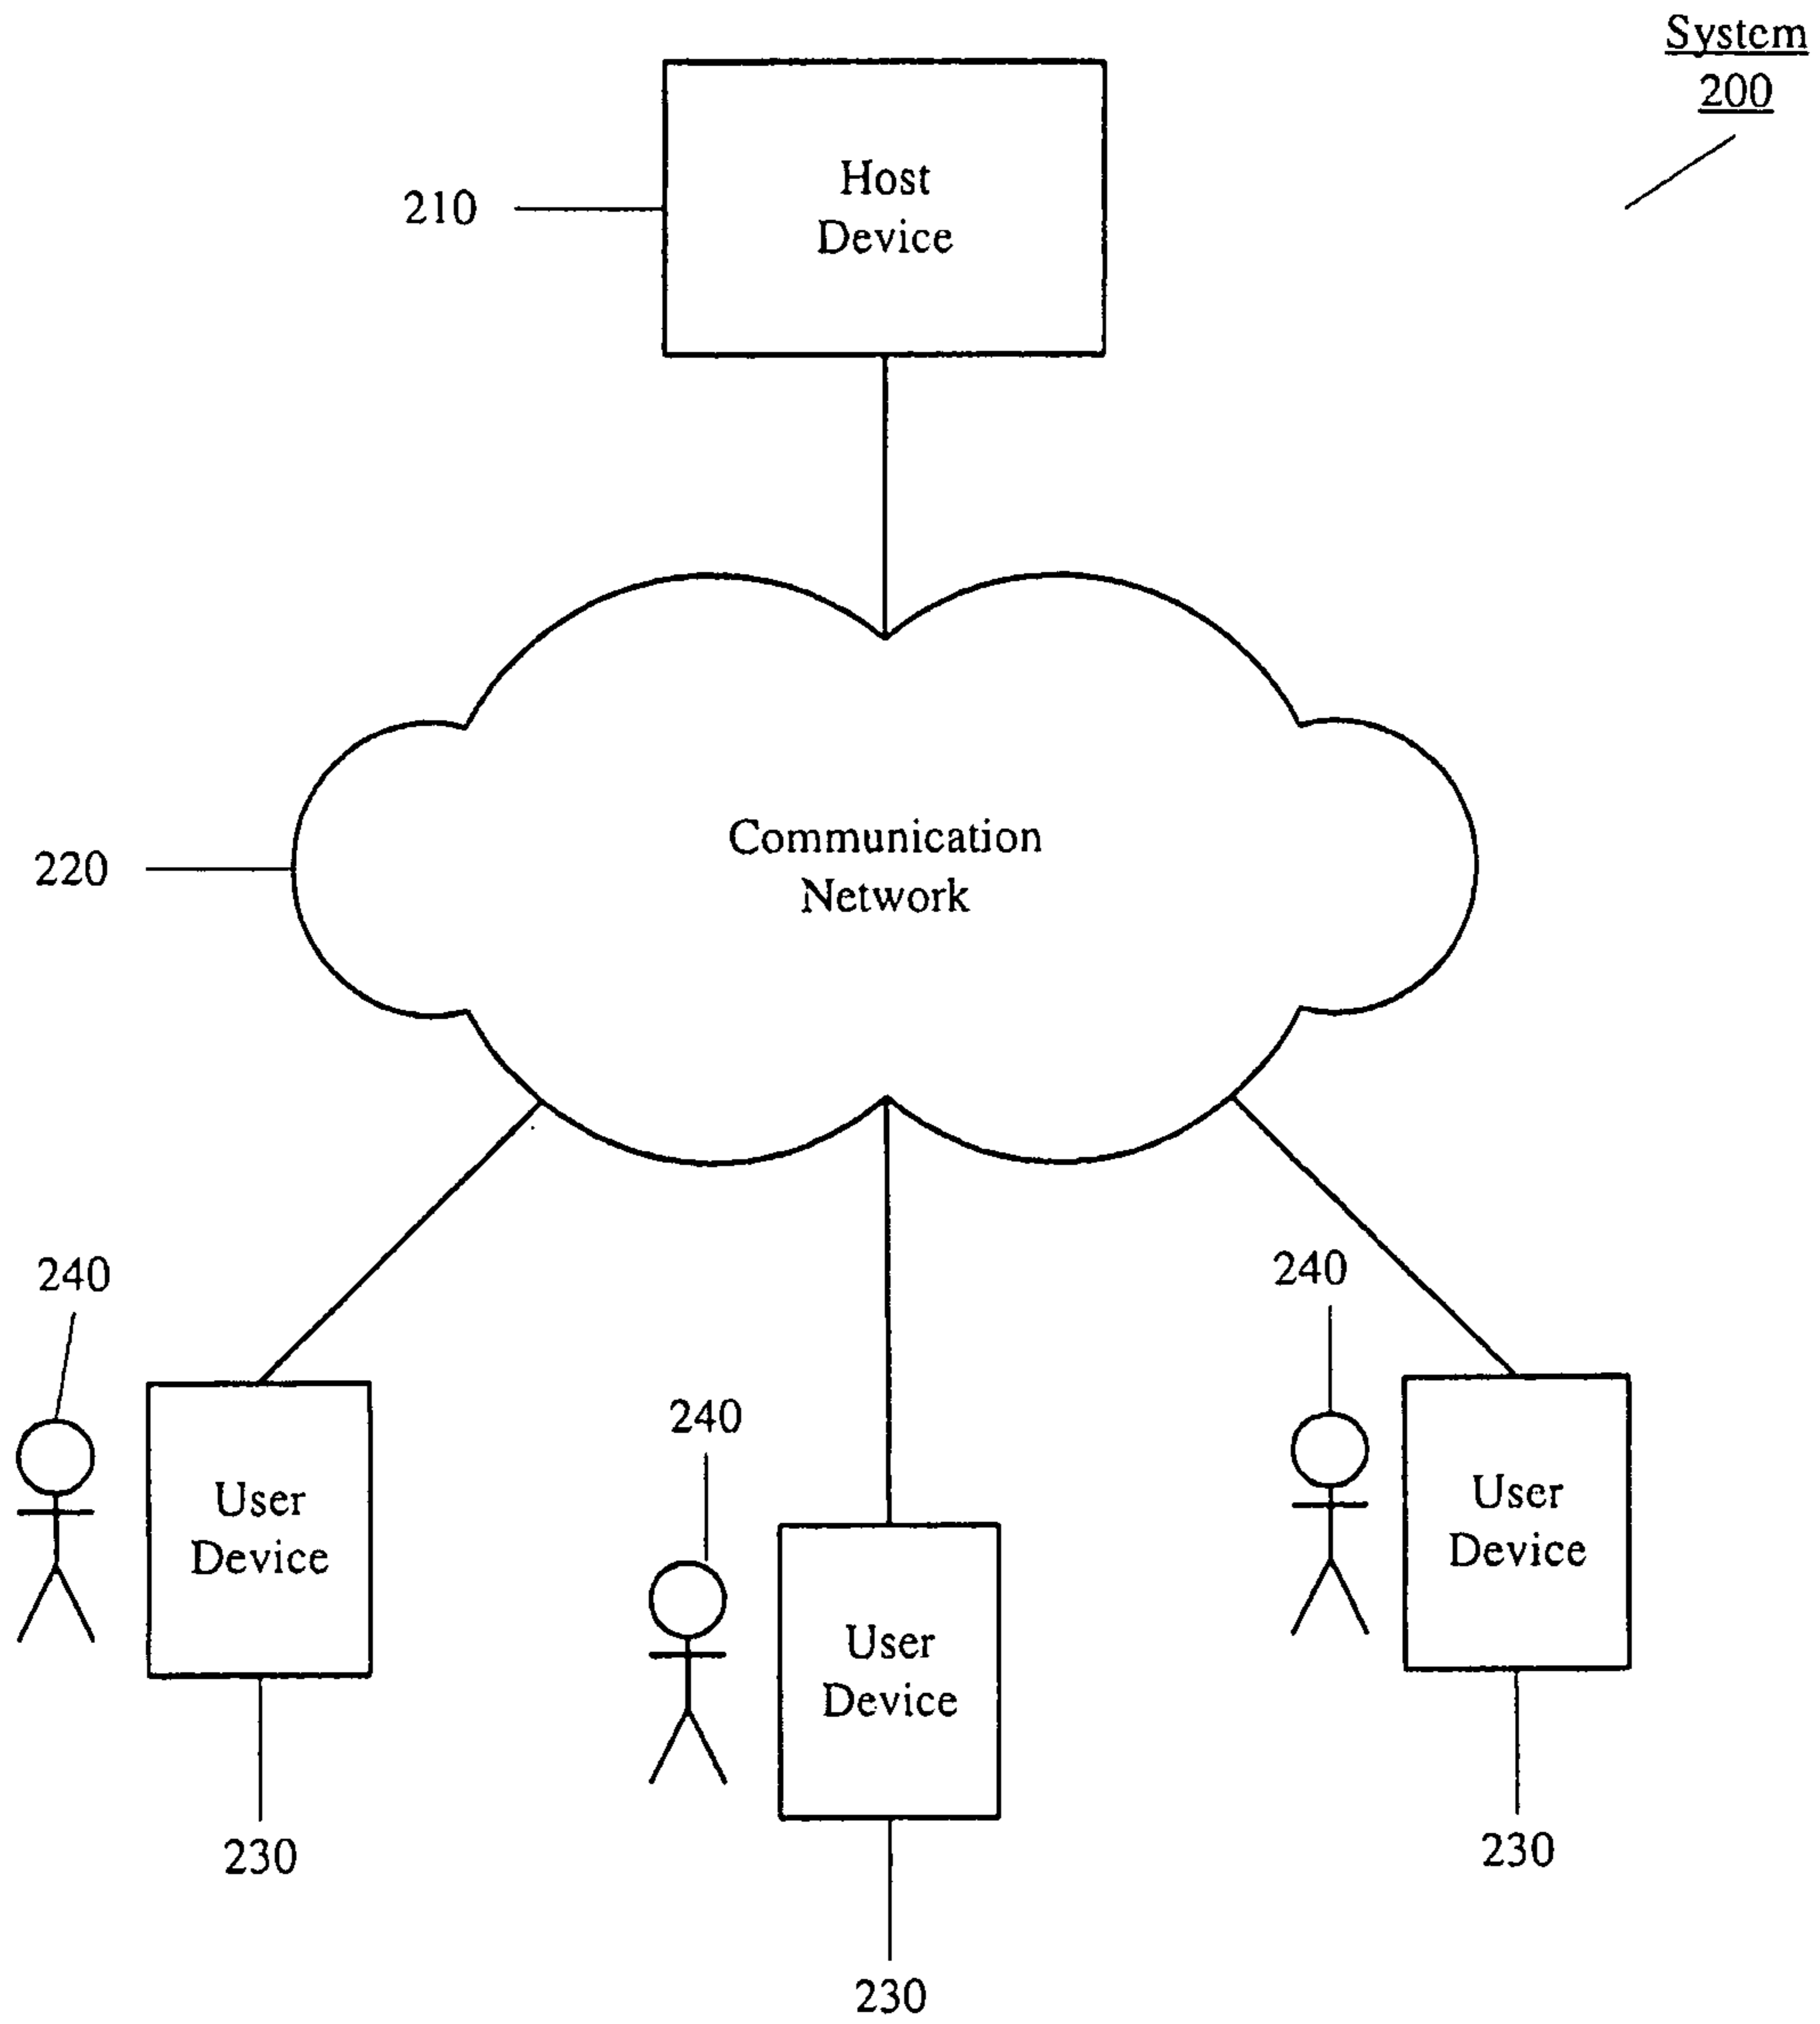 System
200
Host
Device
210
Communication
Network
220
240
240
240
User
Device
User
Device
User
Device
230
230
230